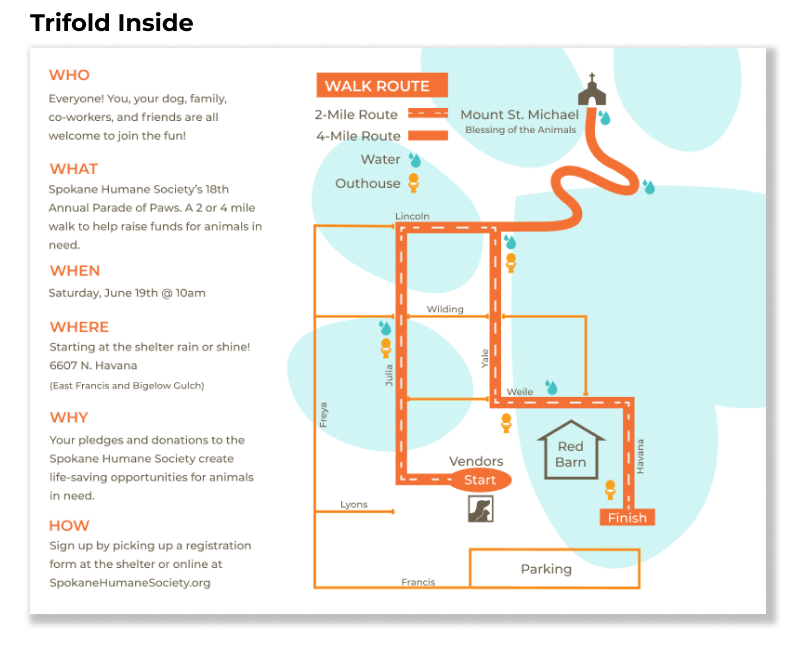 Trifold Inside
WHO
Everyone! You, your dog, family,
co-workers, and friends are all
welcome to join the fun!
WHAT
Spokane Humane Society's 18th
Annual Parade of Paws. A 2 or 4 mile
walk to help raise funds for animals in
need.
WHEN
Saturday, June 19th @ 10am
WHERE
Starting at the shelter rain or shine!
6607 N. Havana
(East Francis and Bigelow Gulch)
WHY
Your pledges and donations to the
Spokane Humane Society create
life-saving opportunities for animals
in need.
HOW
Sign up by picking up a registration
form at the shelter or online at
SpokaneHumaneSociety.org
WALK ROUTE
2-Mile Route
4-Mile Route
Water
Outhouse
Mount St. Michael
Blessing of the Animals
Lincoln
Wilding
Julia
Yale
Weile
Freya
Red
Barn
Havana
Vendors
Start
Lyons
Finish
Parking
Francis